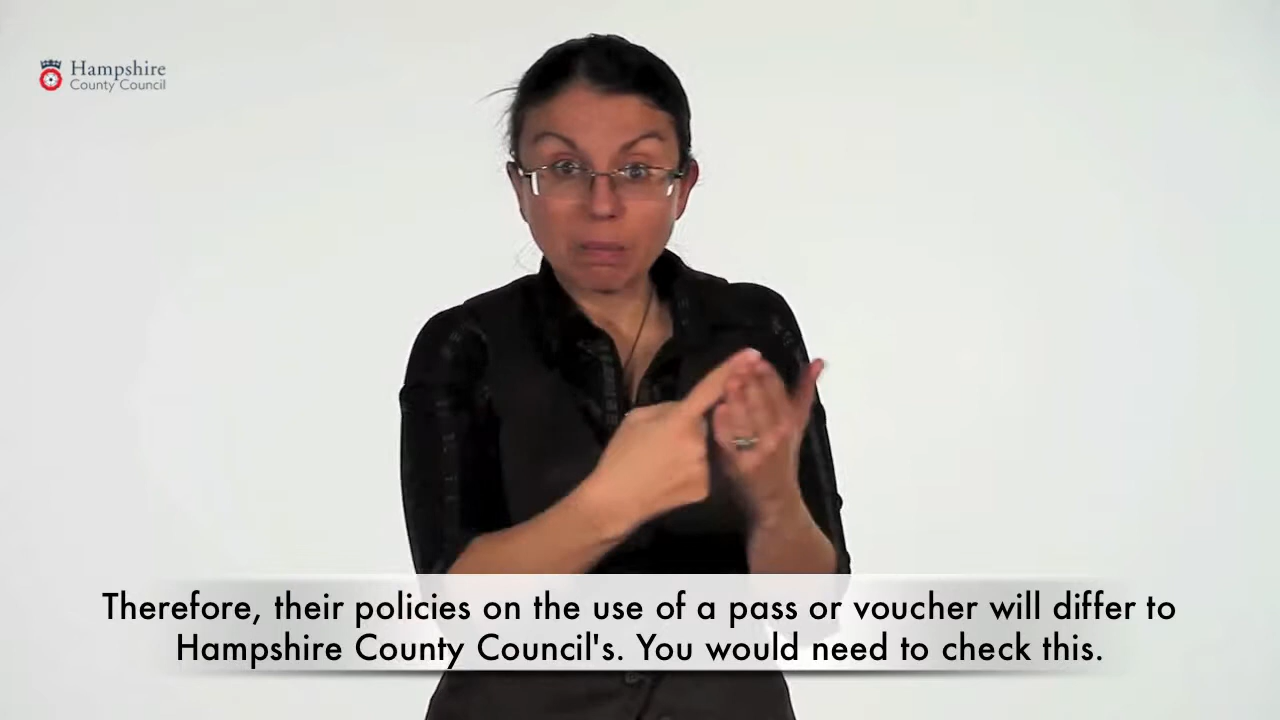 Hampshire
County Council
Therefore, their policies on the use of a pass or voucher will differ to
Hampshire County Council's. You would need to check this.